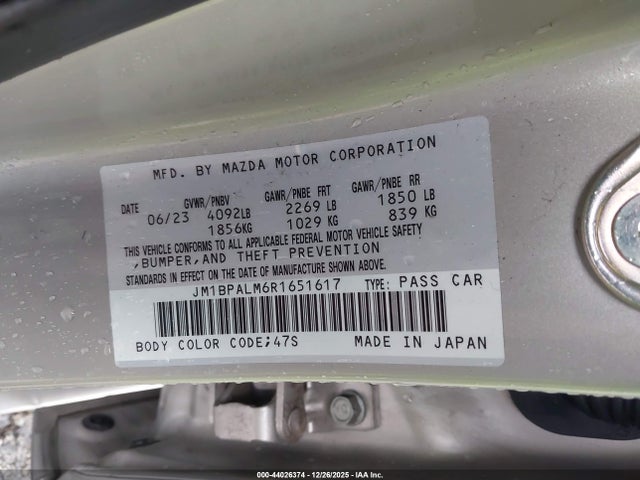 MFD. BY MAZDA MOTOR CORPORATION
DATE GVWR/PNBV GAWR/PNBE FRT GAWR/PNBE RR
06/23 4092LB 2269 LB 1850 LB
1856KG 1029 KG 839 KG
THIS VEHICLE CONFORMS TO ALL APPLICABLE FEDERAL MOTOR VEHICLE SAFETY
,BUMPER,AND THEFT PREVENTION
STANDARDS IN EFFECT ON THE DATE OF MANUFACTURE SHOWN ABOVE.
JM1BPALM6R1651617 TYPE: PASS CAR
BODY COLOR CODE;47S MADE IN JAPAN
000-44026374 | 12/26/2025 - IAA Inc.